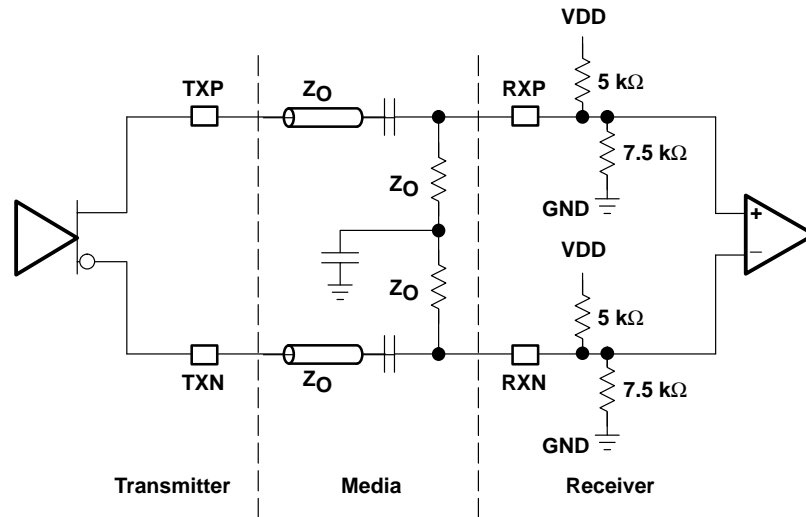 VDD
TXP
ZO
RXP
5 kΩ
7.5 kΩ
ZO
GND
+
VDD
–
ZO
5 kΩ
TXN
ZO
RXN
7.5 kΩ
GND
Transmitter
Media
Receiver